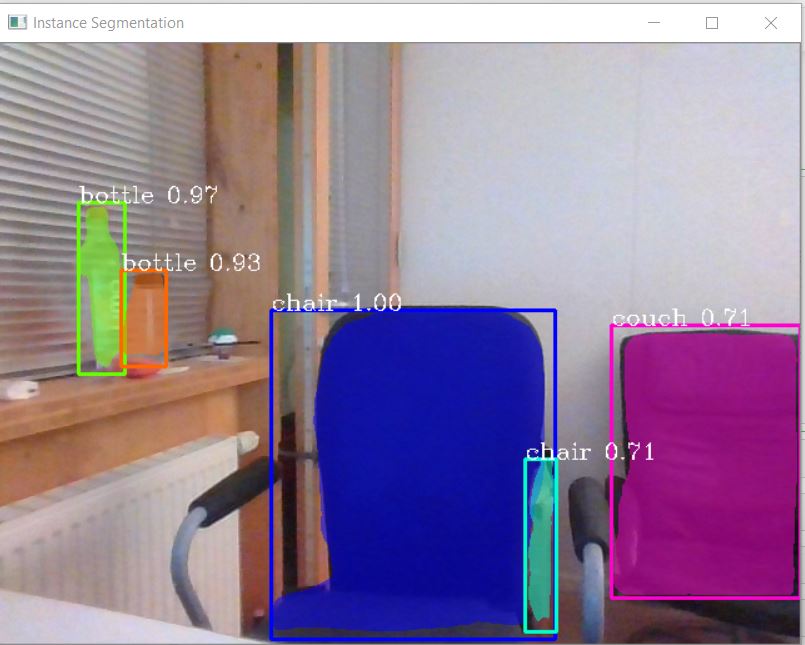 Instance Segmentation
bottle 0.97
bottle 0.93
chair 1.00
couch 0.71
chair 0.71